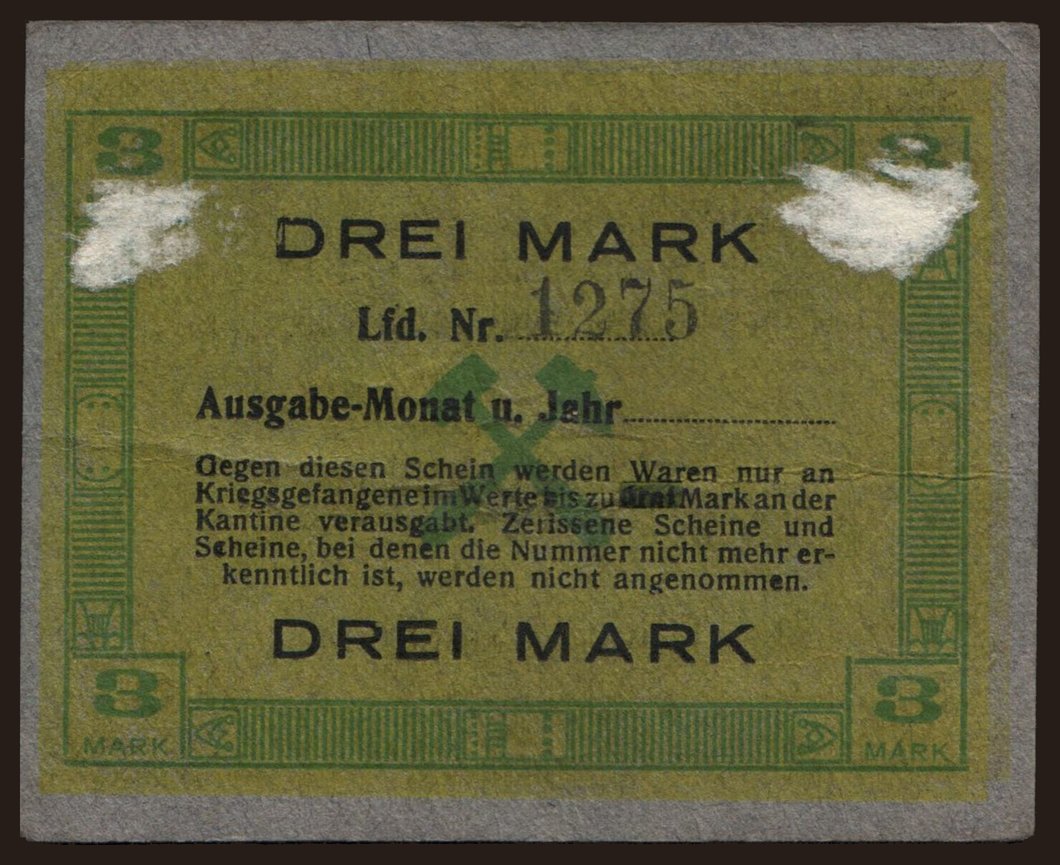 3 3
DREI MARK
Lfd. Nr. 1275
Ausgabe-Monat u. Jahr
Gegen diesen Schein werden Waren nur an
Kriegsgefangene im Werte bis zu drei Mark an der
Kantine verausgabt. Zerissene Scheine und
Scheine, bei denen die Nummer nicht mehr er-
kenntlich ist, werden nicht angenommen.
DREI MARK
3 3
MARK MARK